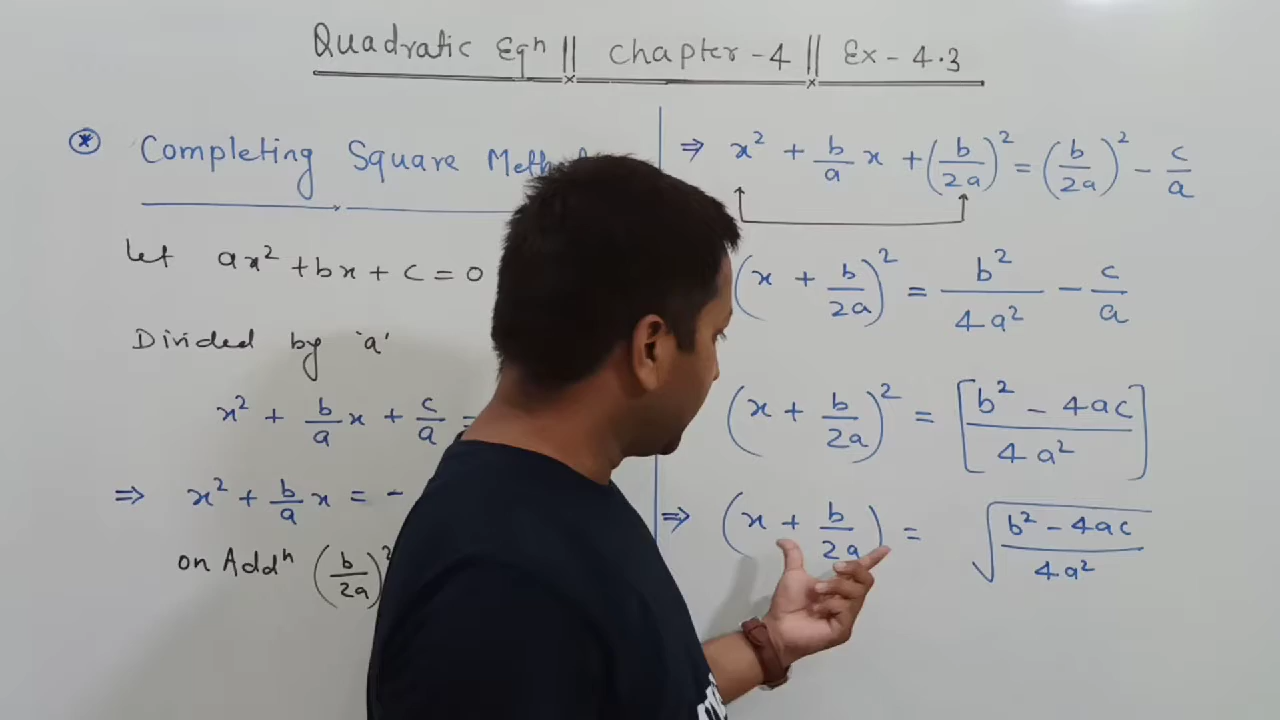 Quadratic Eqⁿ || Chapter - 4 || Ex - 4.3
* Completing Square
Let ax² + bx + c = 0
Divided by 'a'
x² + b/a x + c/a =
⇒ x² + b/a x = -
on Addⁿ (b/2a)²
⇒ x² + b/a x + (b/2a)² = (b/2a)² - c/a
(x + b/2a)² = b²/4a² - c/a
(x + b/2a)² = [b² - 4ac/4a²]
⇒ (x + b/2a) = √b² - 4ac/4a²